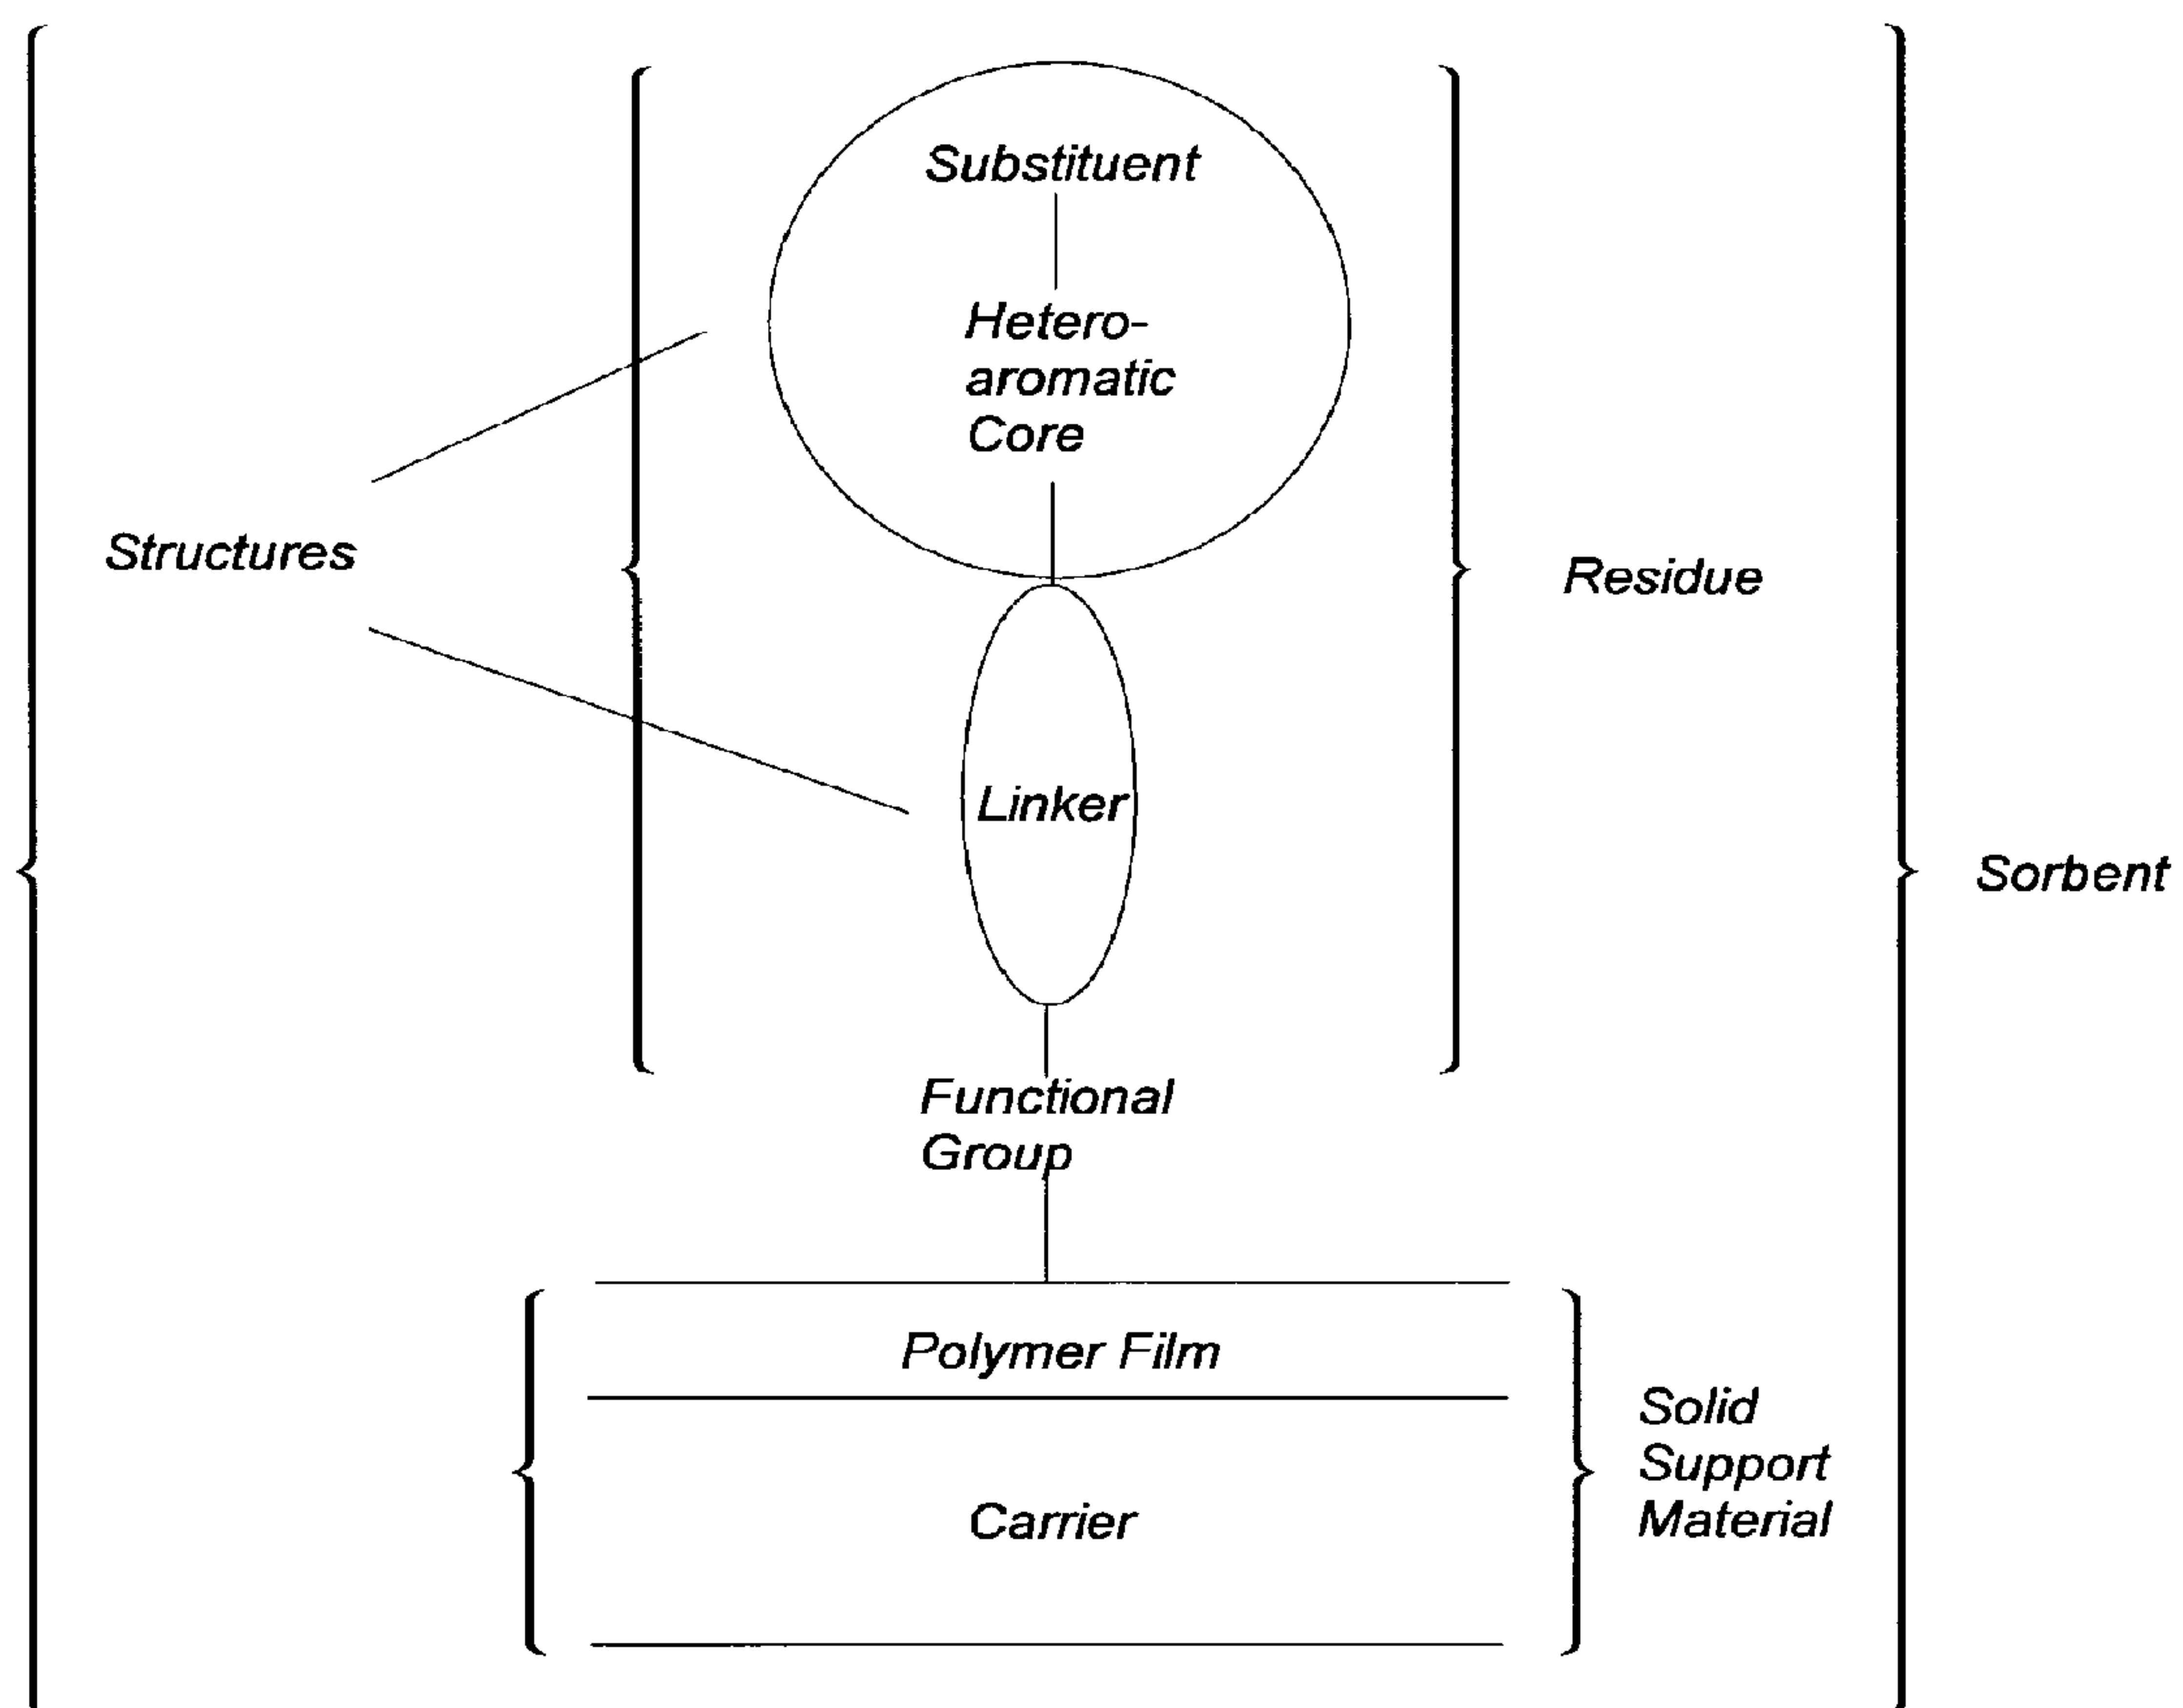 Substituent
Hetero-
aromatic
Core
Structures
Residue
Linker
Sorbent
Functional
Group
Polymer Film
Solid
Support
Material
Carrier